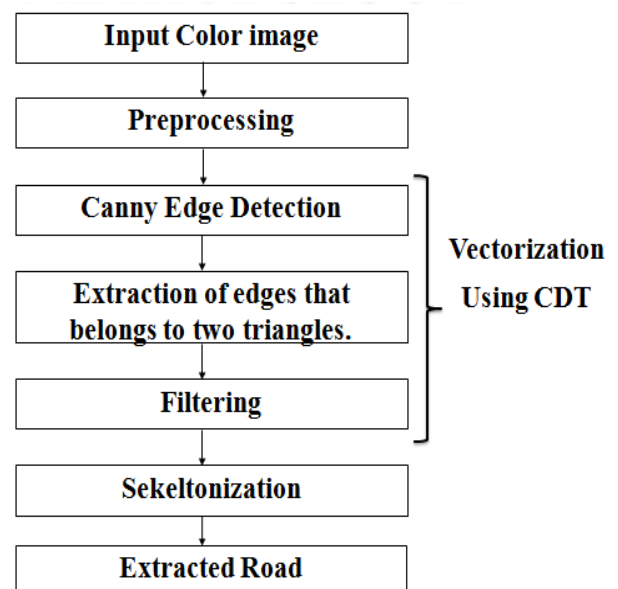 Input Color image
Preprocessing
Canny Edge Detection
Extraction of edges that
belongs to two triangles.
Filtering
Vectorization
Using CDT
Sekeltonization
Extracted Road